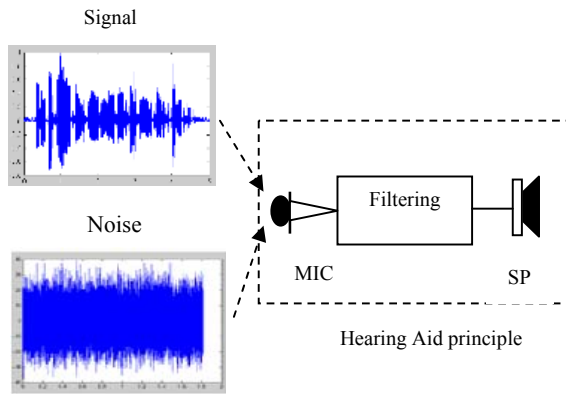 Signal
Noise
Filtering
MIC
SP
Hearing Aid principle